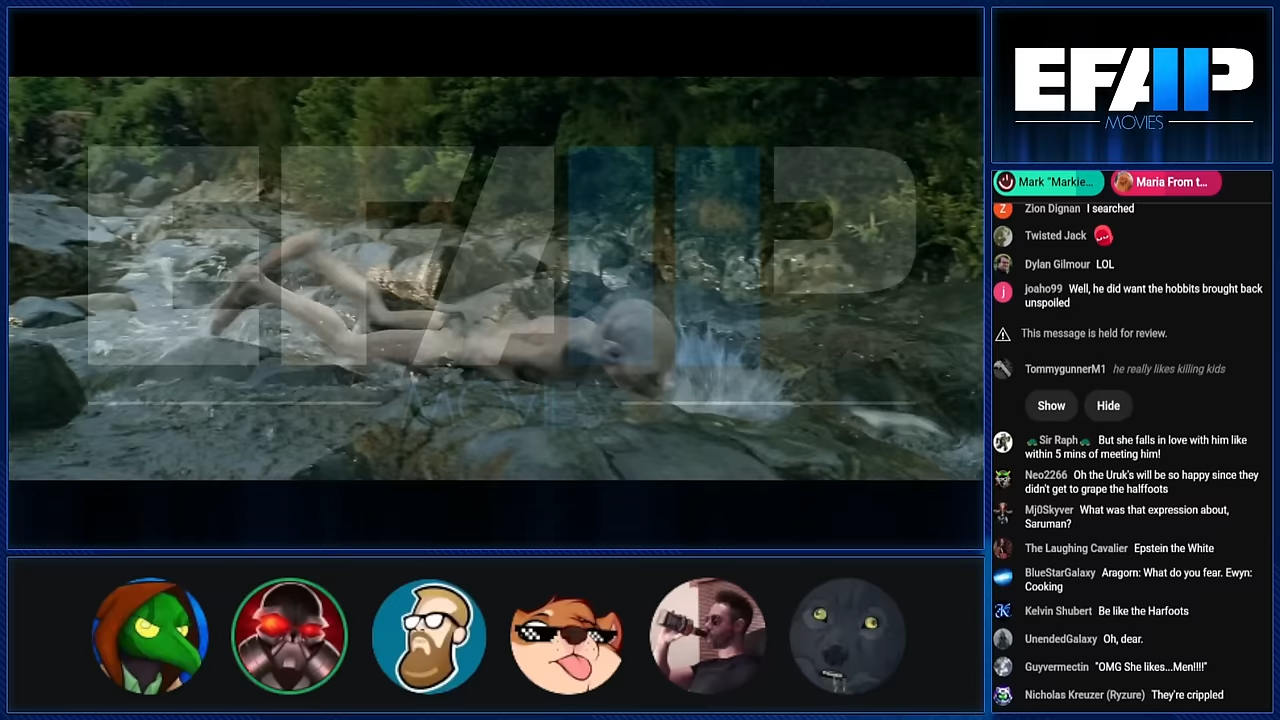 EFAP
MOVIES
EFAP
MOVIES
Mark "Markie...
Maria From t...
Z
Zion Dignan I searched
Twisted Jack
Dylan Gilmour LOL
j
joaho99 Well, he did want the hobbits brought back
unspoiled
This message is held for review.
TommygunnerM1 he really likes killing kids
Show
Hide
Sir Raph But she falls in love with him like
within 5 mins of meeting him!
Neo2266 Oh the Uruk's will be so happy since they
didn't get to grape the halffoots
Mj0Skyver What was that expression about,
Saruman?
The Laughing Cavalier Epstein the White
BlueStarGalaxy Aragorn: What do you fear. Ewyn:
Cooking
Kelvin Shubert Be like the Harfoots
UnendedGalaxy Oh, dear.
Guyvermectin "OMG She likes...Men!!!!"
Nicholas Kreuzer (Ryzure) They're crippled